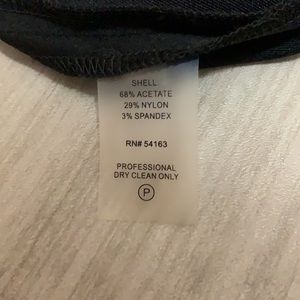 SHELL
68% ACETATE
29% NYLON
3% SPANDEX
RN# 54163
PROFESSIONAL
DRY CLEAN ONLY
P